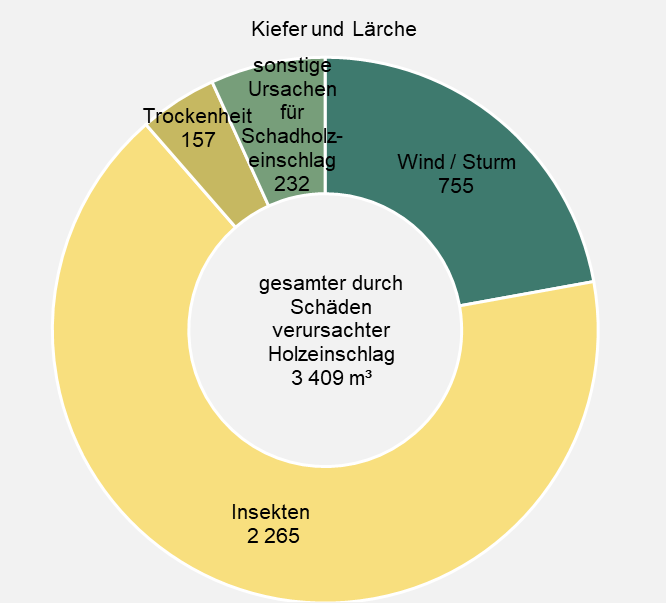 Kiefer und Lärche
sonstige
Ursachen
für
Schadholz-
einschlag
232
Trockenheit
157
Wind / Sturm
755
gesamter durch
Schäden
verursachter
Holzeinschlag
3 409 m³
Insekten
2 265